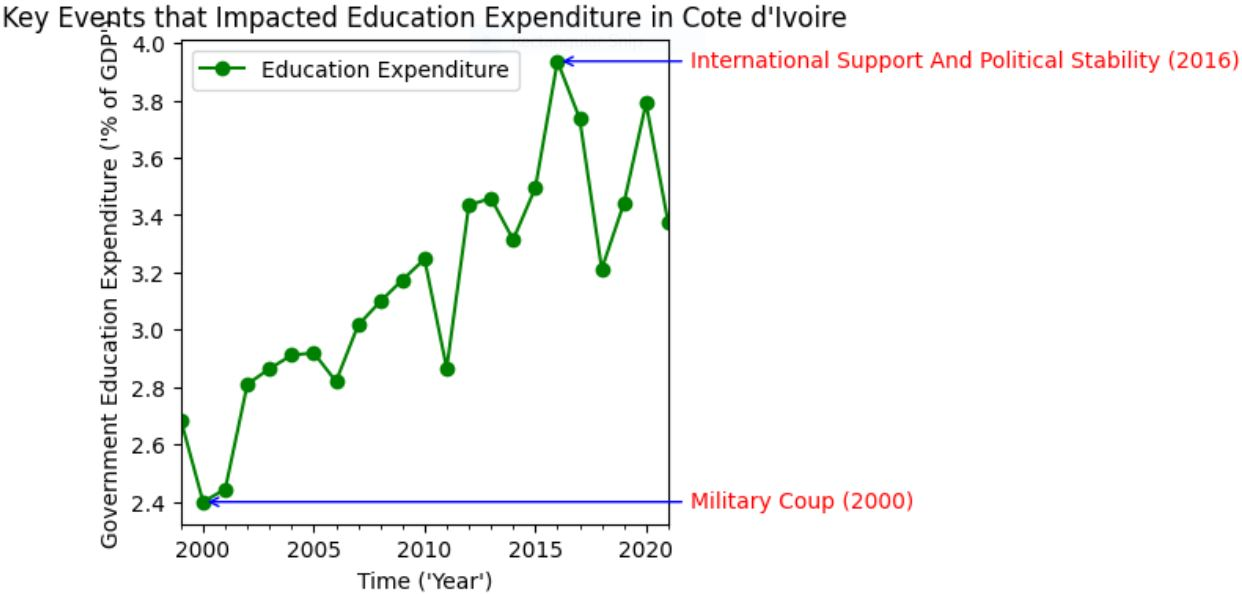 Key Events that Impacted Education Expenditure in Cote d'Ivoire
Government Education Expenditure ('% of GDP')
4.0
3.8
3.6
3.4
3.2
3.0
2.8
2.6
2.4
Education Expenditure
International Support And Political Stability (2016)
Military Coup (2000)
2000
2005
2010
2015
2020
Time ('Year')